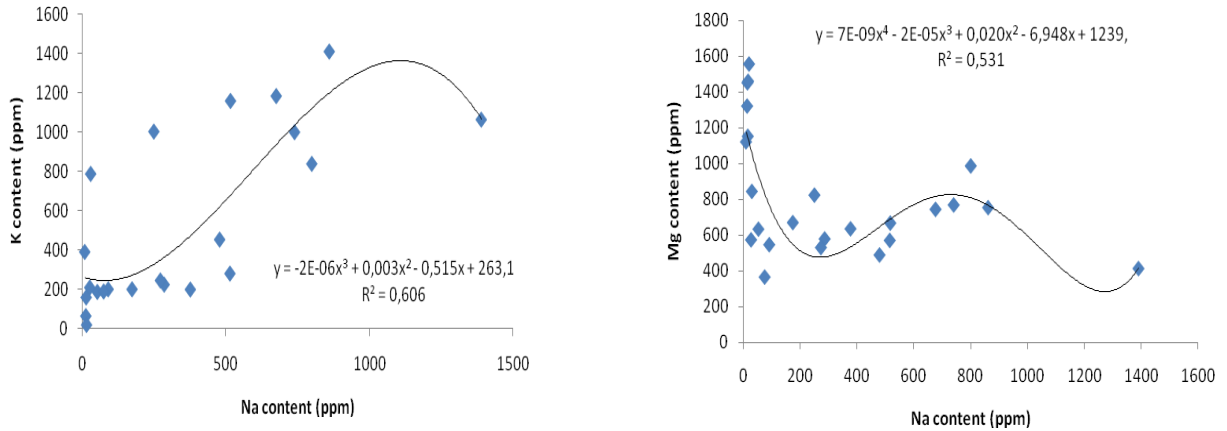 1600
1400
1200
1000
800
600
400
200
0
K content (ppm)
y = -2E-06x³ + 0,003x² - 0,515x + 263,1
R² = 0,606
0 500 1000 1500
Na content (ppm)
1800
1600
1400
1200
1000
800
600
400
200
0
Mg content (ppm)
y = 7E-09x⁴ - 2E-05x³ + 0,020x² - 6,948x + 1239,
R² = 0,531
0 200 400 600 800 1000 1200 1400 1600
Na content (ppm)